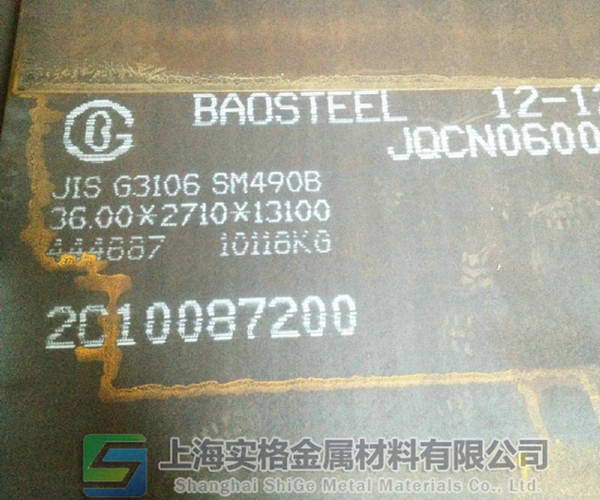 BAOSTEEL 12-12
JQCN0600
JIS G3106 SM490B
36.00*2710*13100
444887 10118KG
2C10087200
上海实格金属材料有限公司
Shanghai ShiGe Metal Materials Co., Ltd